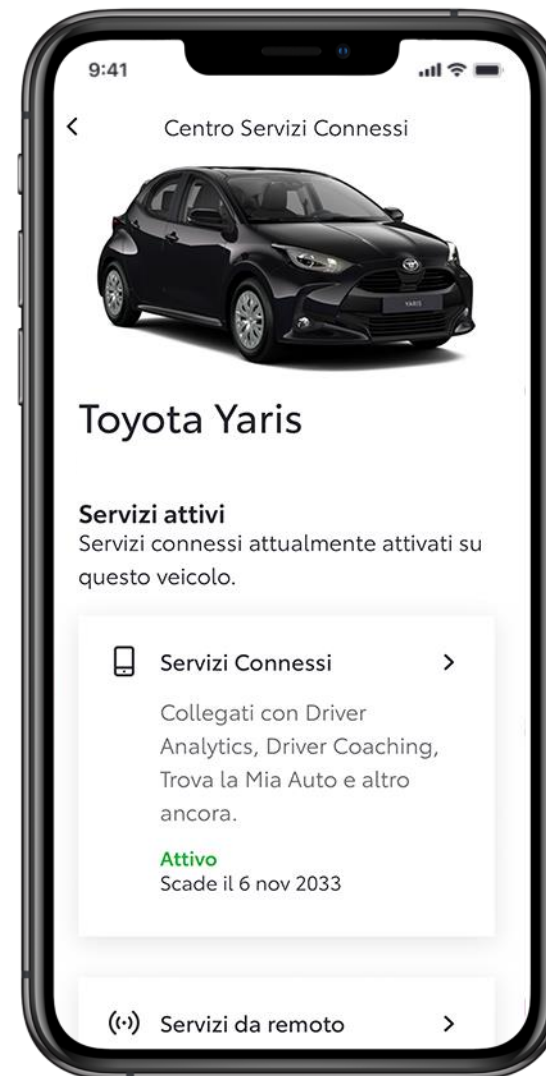 9:41
Centro Servizi Connessi
YARIS
Toyota Yaris
Servizi attivi
Servizi connessi attualmente attivati su
questo veicolo.
Servizi Connessi
Collegati con Driver
Analytics, Driver Coaching,
Trova la Mia Auto e altro
ancora.
Attivo
Scade il 6 nov 2033
Servizi da remoto